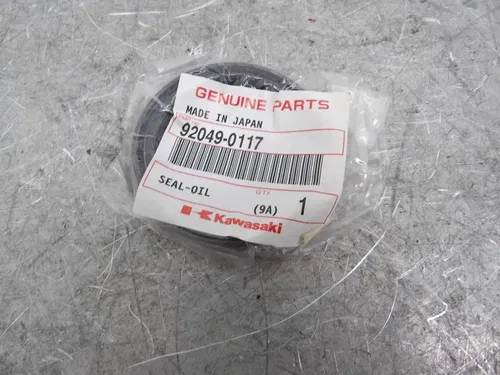 GENUINE PARTS
MADE IN JAPAN
92049-0117
SEAL-OIL
QTY
(9A) 1
Kawasaki